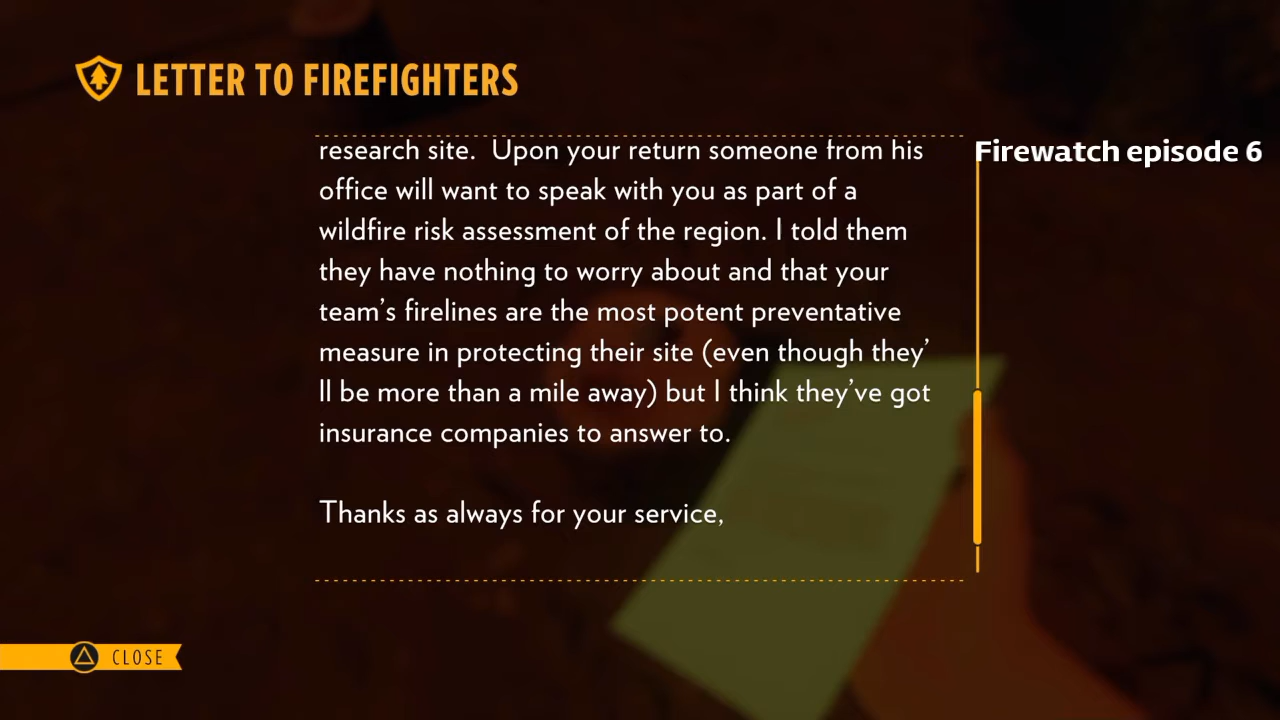 LETTER TO FIREFIGHTERS
research site.  Upon your return someone from his
Firewatch episode 6
office will want to speak with you as part of a
wildfire risk assessment of the region. I told them
they have nothing to worry about and that your
team's firelines are the most potent preventative
measure in protecting their site (even though they'
ll be more than a mile away) but I think they've got
insurance companies to answer to.
Thanks as always for your service,
CLOSE